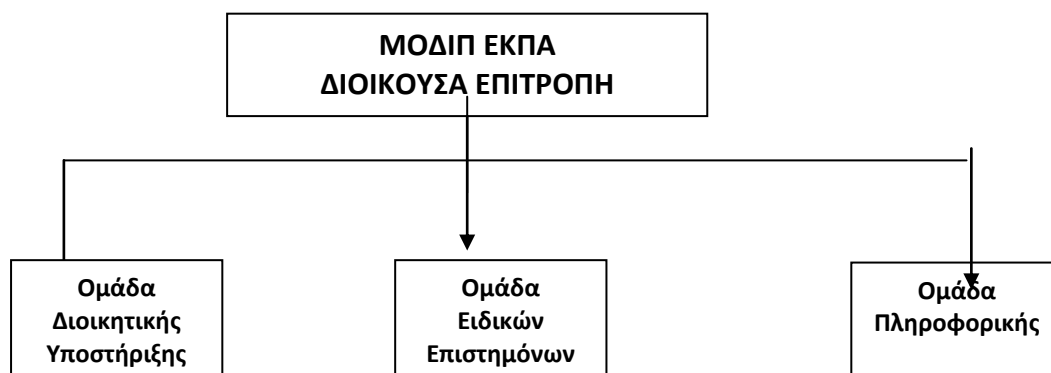 ΜΟΔΙΠ ΕΚΠΑ
ΔΙΟΙΚΟΥΣΑ ΕΠΙΤΡΟΠΗ
Ομάδα
Διοικητικής
Υποστήριξης
Ομάδα
Ειδικών
Επιστημόνων
Ομάδα
Πληροφορικής